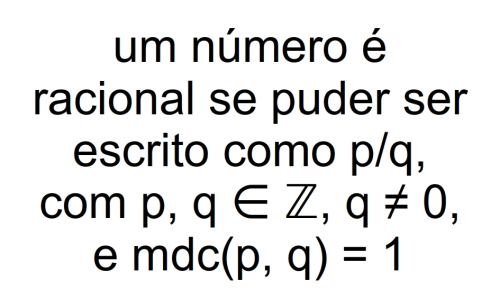 um número é
racional se puder ser
escrito como p/q,
com p, q ∈ ℤ, q ≠ 0,
e mdc(p, q) = 1